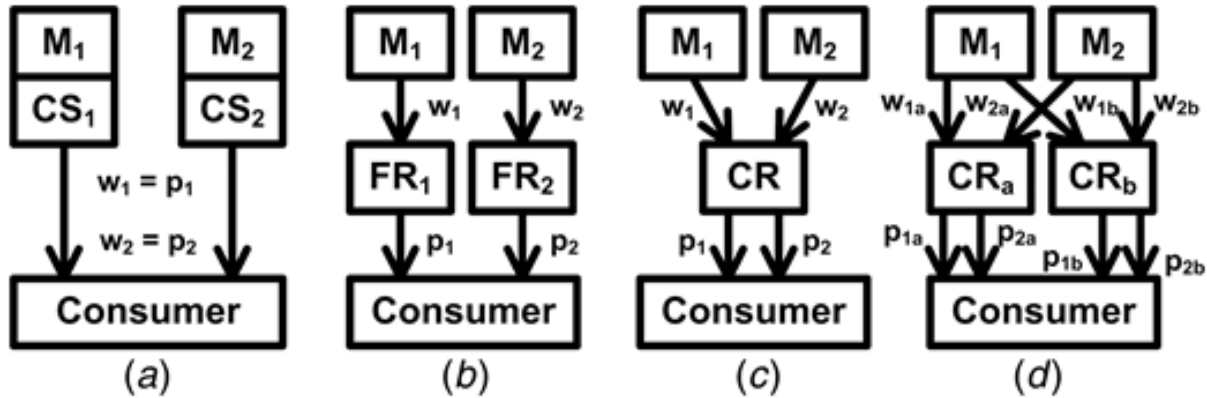 M₁ M₂ M₁ M₂ M₁ M₂ M₁ M₂
CS₁ CS₂ w₁ w₂ w₁ w₂ w₁ₐ w₂ₐ w₁b w₂b
w₁ = p₁ FR₁ FR₂ CR CRₐ CRb
w₂ = p₂ p₁ p₂ p₁ p₂ p₁ₐ p₂ₐ p₁b p₂b
Consumer Consumer Consumer Consumer
(a) (b) (c) (d)